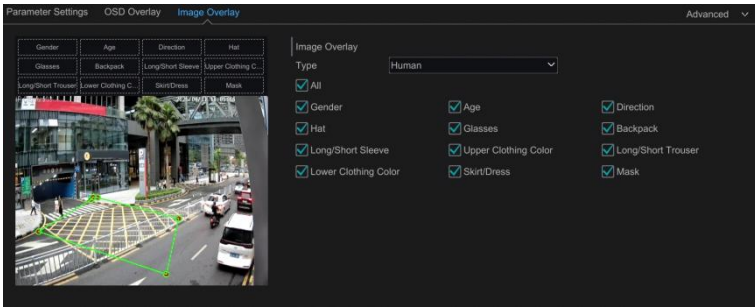 Parameter Settings OSD Overlay Image Overlay Advanced
Gender Age Direction Hat
Glasses Backpack Long/Short Sleeve Upper Clothing C...
Long/Short Trouser Lower Clothing C... Skirt/Dress Mask
Image Overlay
Type Human
All
Gender Age Direction
Hat Glasses Backpack
Long/Short Sleeve Upper Clothing Color Long/Short Trouser
Lower Clothing Color Skirt/Dress Mask